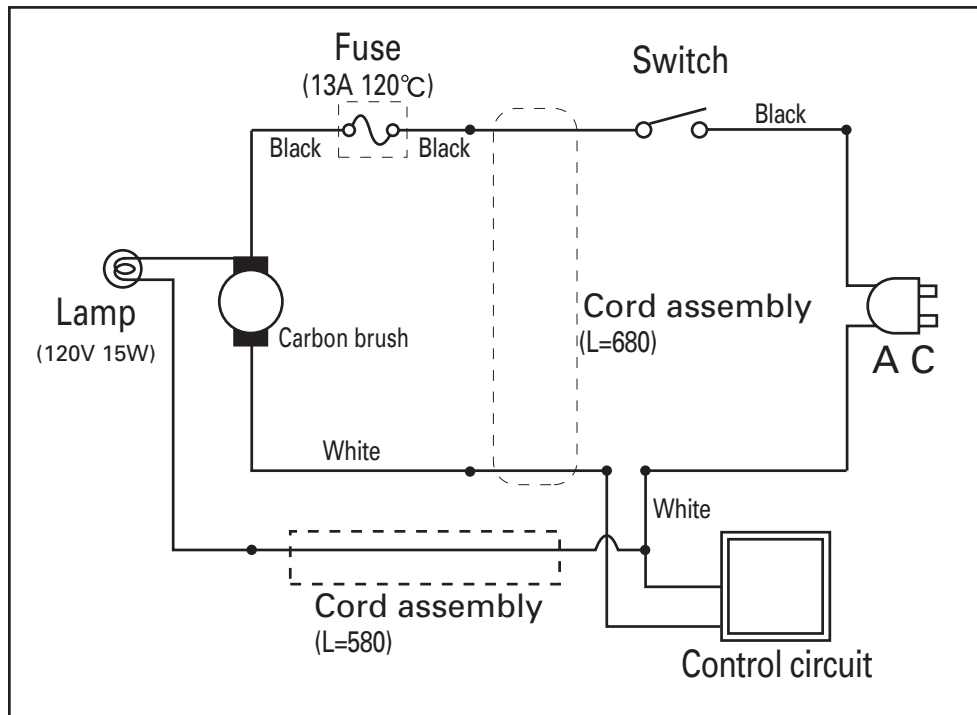 Fuse
(13A 120℃)
Switch
Black
Black
Black
Lamp
(120V 15W)
Carbon brush
Cord assembly
(L=680)
A C
White
White
Cord assembly
(L=580)
Control circuit